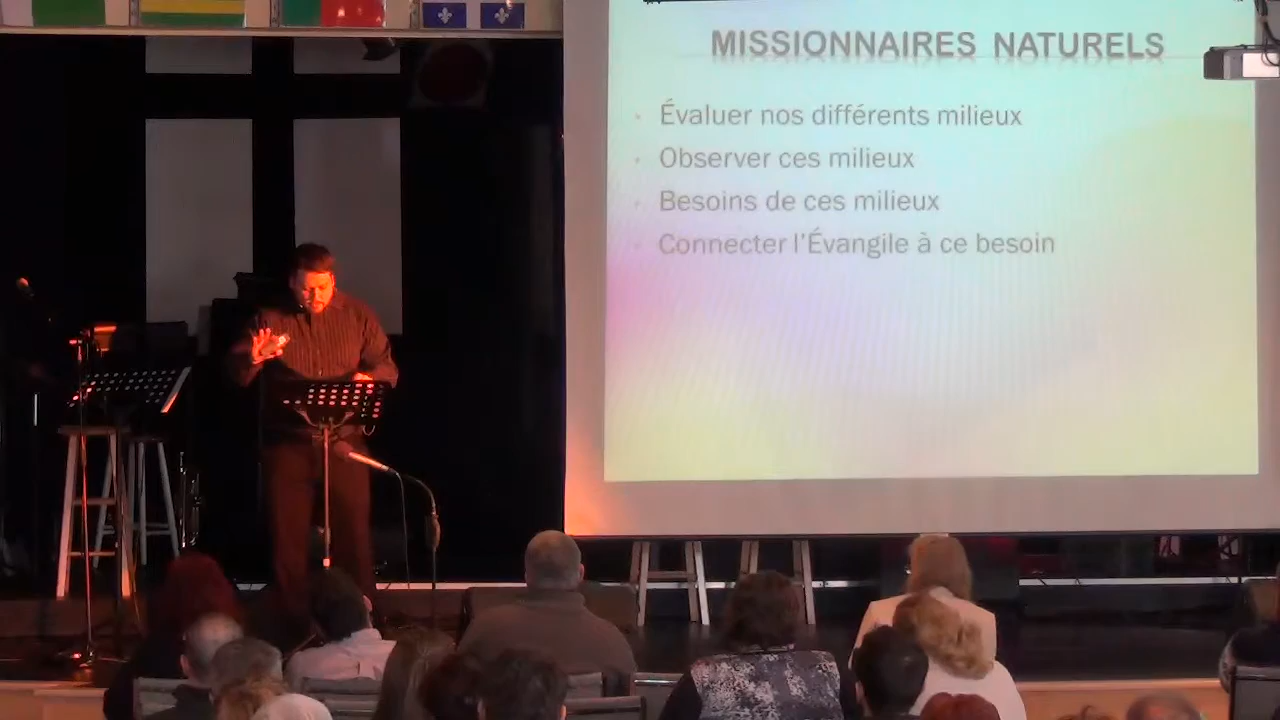 MISSIONNAIRES NATURELS
Évaluer nos différents milieux
Observer ces milieux
Besoins de ces milieux
Connecter l'Évangile à ce besoin